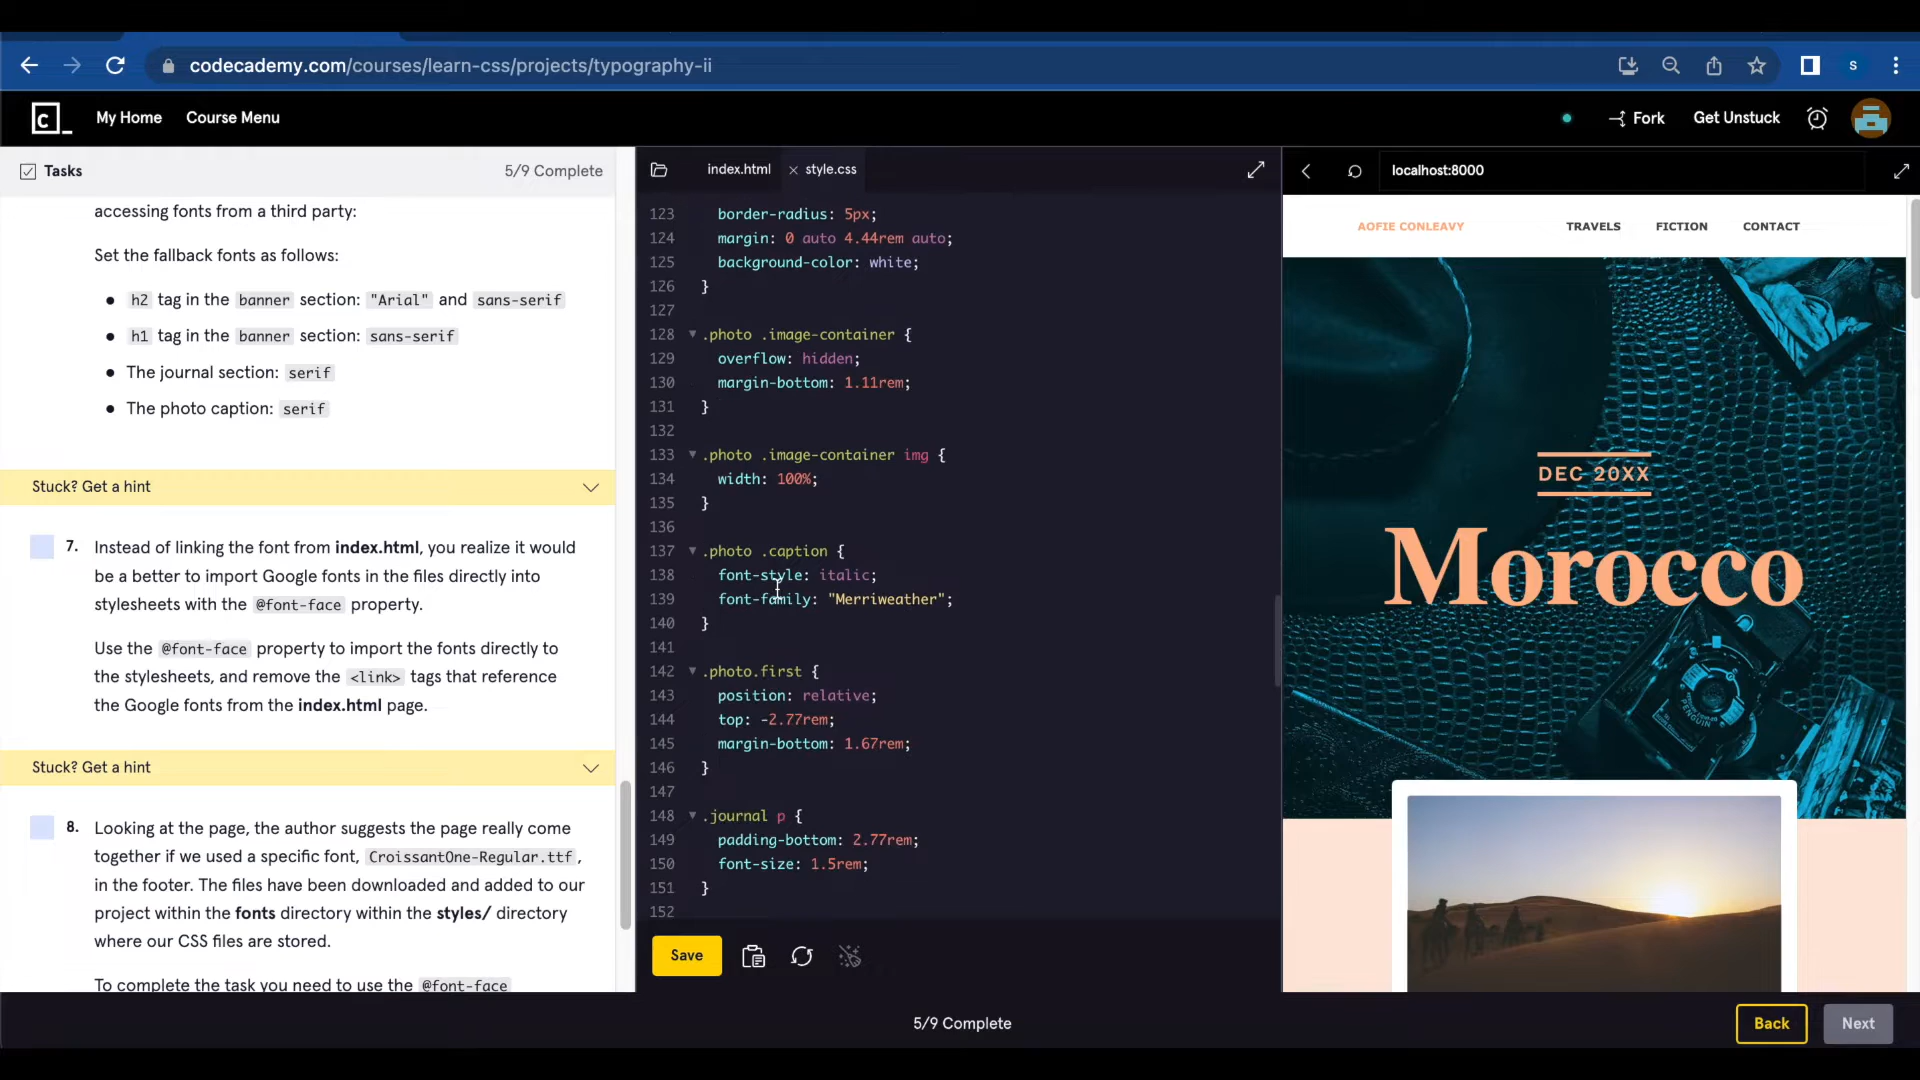 codecademy.com/courses/learn-css/projects/typography-ii
S
c_
My Home
Course Menu
Fork
Get Unstuck
Tasks
5/9 Complete
accessing fonts from a third party:
Set the fallback fonts as follows:
h2 tag in the banner section: "Arial" and sans-serif
h1 tag in the banner section: sans-serif
The journal section: serif
The photo caption: serif
Stuck? Get a hint
7. Instead of linking the font from index.html, you realize it would
be a better to import Google fonts in the files directly into
stylesheets with the @font-face property.
Use the @font-face property to import the fonts directly to
the stylesheets, and remove the <link> tags that reference
the Google fonts from the index.html page.
Stuck? Get a hint
8. Looking at the page, the author suggests the page really come
together if we used a specific font, CroissantOne-Regular.ttf,
in the footer. The files have been downloaded and added to our
project within the fonts directory within the styles/ directory
where our CSS files are stored.
To complete the task you need to use the @font-face
index.html
style.css
123 border-radius: 5px;
124 margin: 0 auto 4.44rem auto;
125 background-color: white;
126 }
127
128 .photo .image-container {
129 overflow: hidden;
130 margin-bottom: 1.11rem;
131 }
132
133 .photo .image-container img {
134 width: 100%;
135 }
136
137 .photo .caption {
138 font-style: italic;
139 font-family: "Merriweather";
140 }
141
142 .photo.first {
143 position: relative;
144 top: -2.77rem;
145 margin-bottom: 1.67rem;
146 }
147
148 .journal p {
149 padding-bottom: 2.77rem;
150 font-size: 1.5rem;
151 }
152
Save
localhost:8000
AOFIE CONLEAVY
TRAVELS
FICTION
CONTACT
DEC 20XX
Morocco
PENGUIN
5/9 Complete
Back
Next